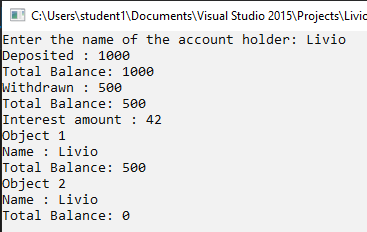 C:\Users\student1\Documents\Visual Studio 2015\Projects\Livio
Enter the name of the account holder: Livio
Deposited : 1000
Total Balance: 1000
Withdrawn : 500
Total Balance: 500
Interest amount : 42
Object 1
Name : Livio
Total Balance: 500
Object 2
Name : Livio
Total Balance: 0